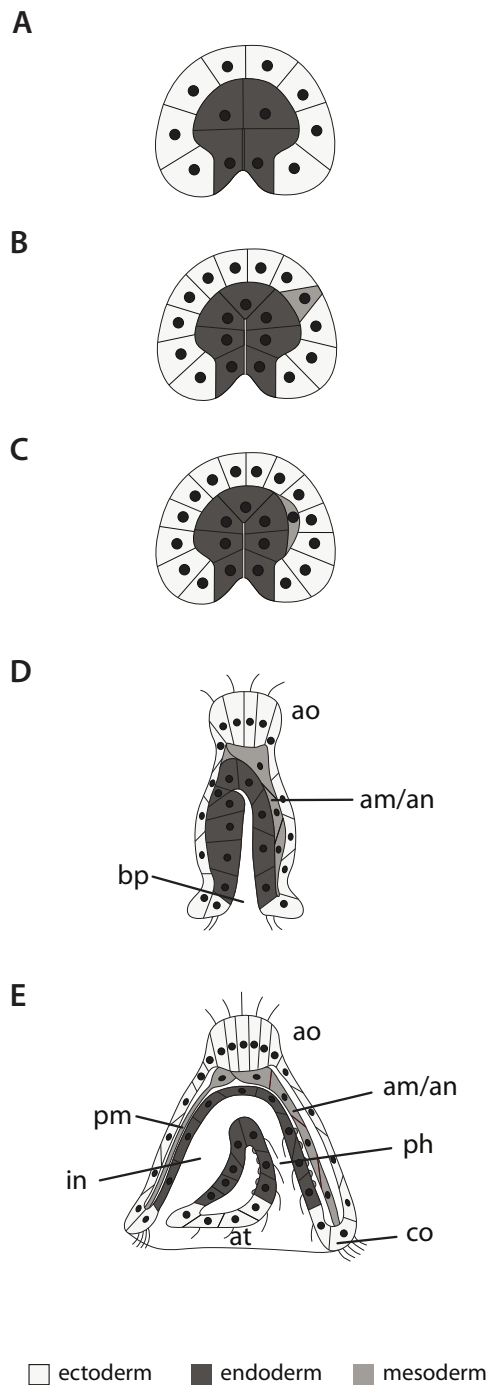 A
B
C
D
ao
am/an
bp
E
ao
am/an
pm
ph
in
co
at
ectoderm endoderm mesoderm